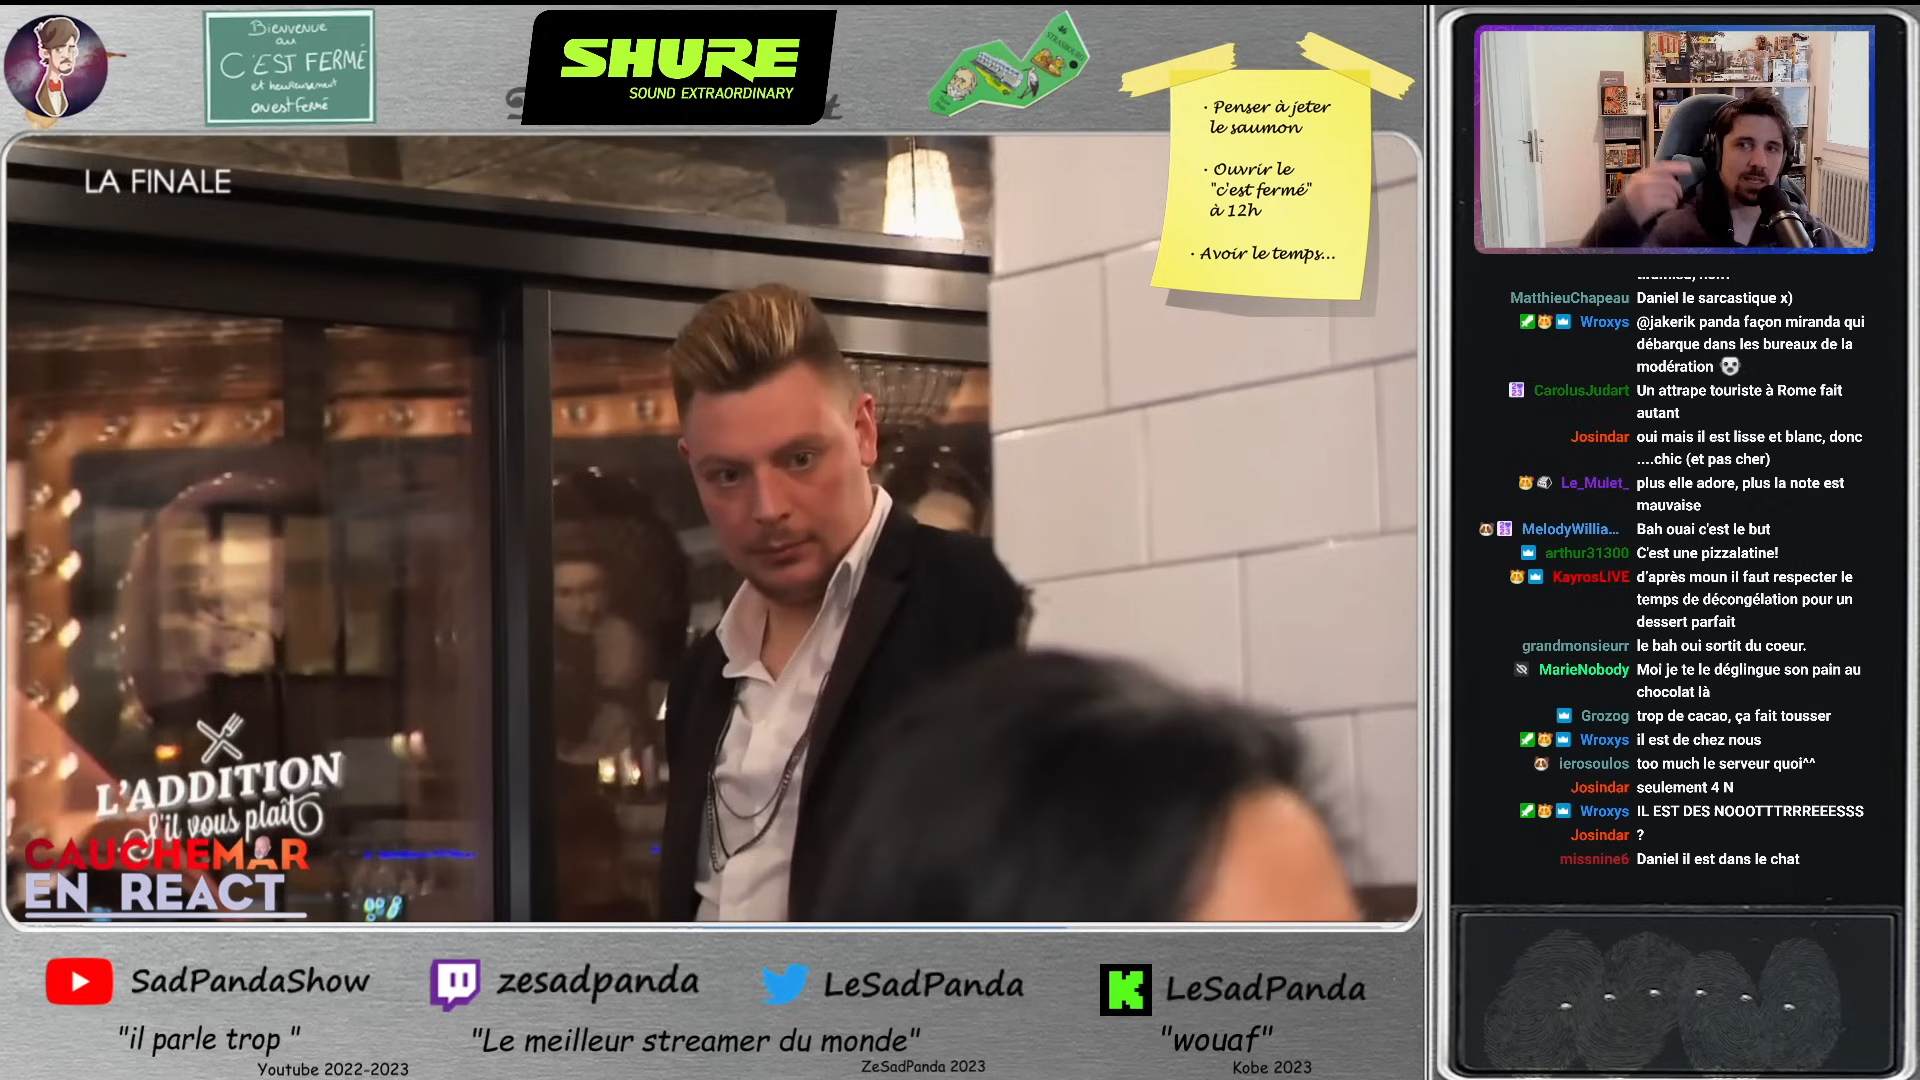 Bienvenue
au
C'EST FERMÉ
et heureusement
on est fermé
SHURE
SOUND EXTRAORDINARY
STRASBOURG
· Penser à jeter
le saumon
· Ouvrir le
"c'est fermé"
à 12h
· Avoir le temps...
LA FINALE
L'ADDITION
S'il vous plaît
CAUCHEMAR
EN REACT
MatthieuChapeau Daniel le sarcastique x)
Wroxys @jakerik panda façon miranda qui
débarque dans les bureaux de la
modération
CarolusJudart Un attrape touriste à Rome fait
autant
Josindar oui mais il est lisse et blanc, donc
....chic (et pas cher)
Le_Mulet_ plus elle adore, plus la note est
mauvaise
MelodyWillia... Bah ouai c'est le but
arthur31300 C'est une pizzalatine!
KayrosLIVE d'après moun il faut respecter le
temps de décongélation pour un
dessert parfait
grandmonsieurr le bah oui sortit du coeur.
MarieNobody Moi je te le déglingue son pain au
chocolat là
Grozog trop de cacao, ça fait tousser
Wroxys il est de chez nous
ierosoulos too much le serveur quoi^^
Josindar seulement 4 N
Wroxys IL EST DES NOOOTTTRRREEESSS
Josindar ?
missnine6 Daniel il est dans le chat
SadPandaShow
zesadpanda
LeSadPanda
LeSadPanda
"il parle trop "
Youtube 2022-2023
"Le meilleur streamer du monde"
ZeSadPanda 2023
"wouaf"
Kobe 2023